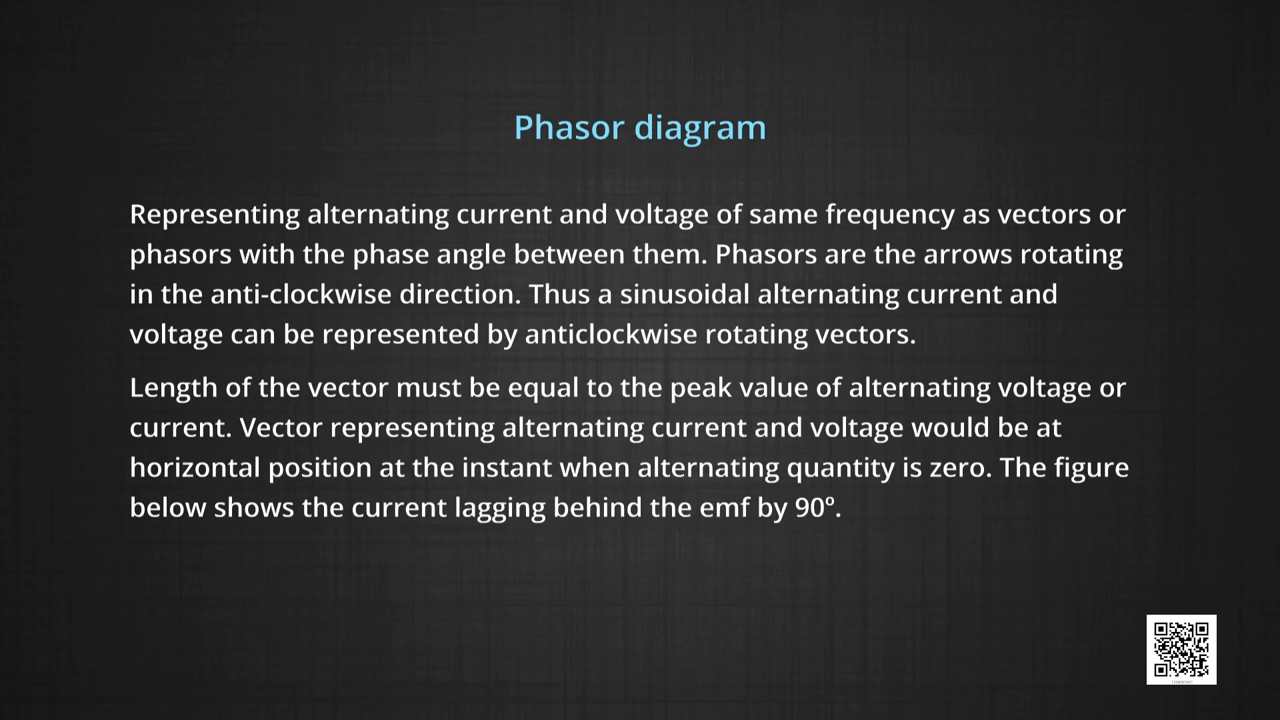 Phasor diagram
Representing alternating current and voltage of same frequency as vectors or
phasors with the phase angle between them. Phasors are the arrows rotating
in the anti-clockwise direction. Thus a sinusoidal alternating current and
voltage can be represented by anticlockwise rotating vectors.
Length of the vector must be equal to the peak value of alternating voltage or
current. Vector representing alternating current and voltage would be at
horizontal position at the instant when alternating quantity is zero. The figure
below shows the current lagging behind the emf by 90º.